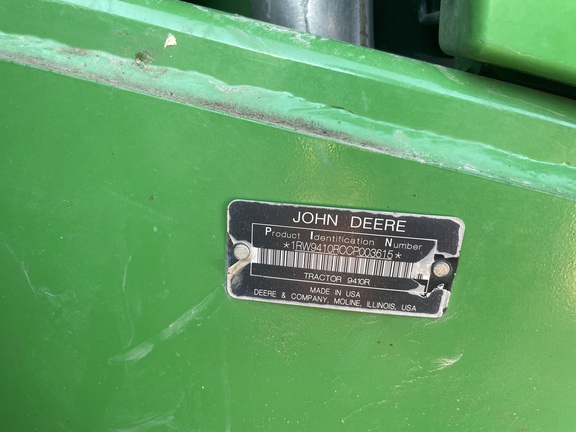 JOHN DEERE
Product Identification Number
*1RW9410RCCP003615*
TRACTOR 9410R
MADE IN USA
DEERE & COMPANY, MOLINE, ILLINOIS, USA